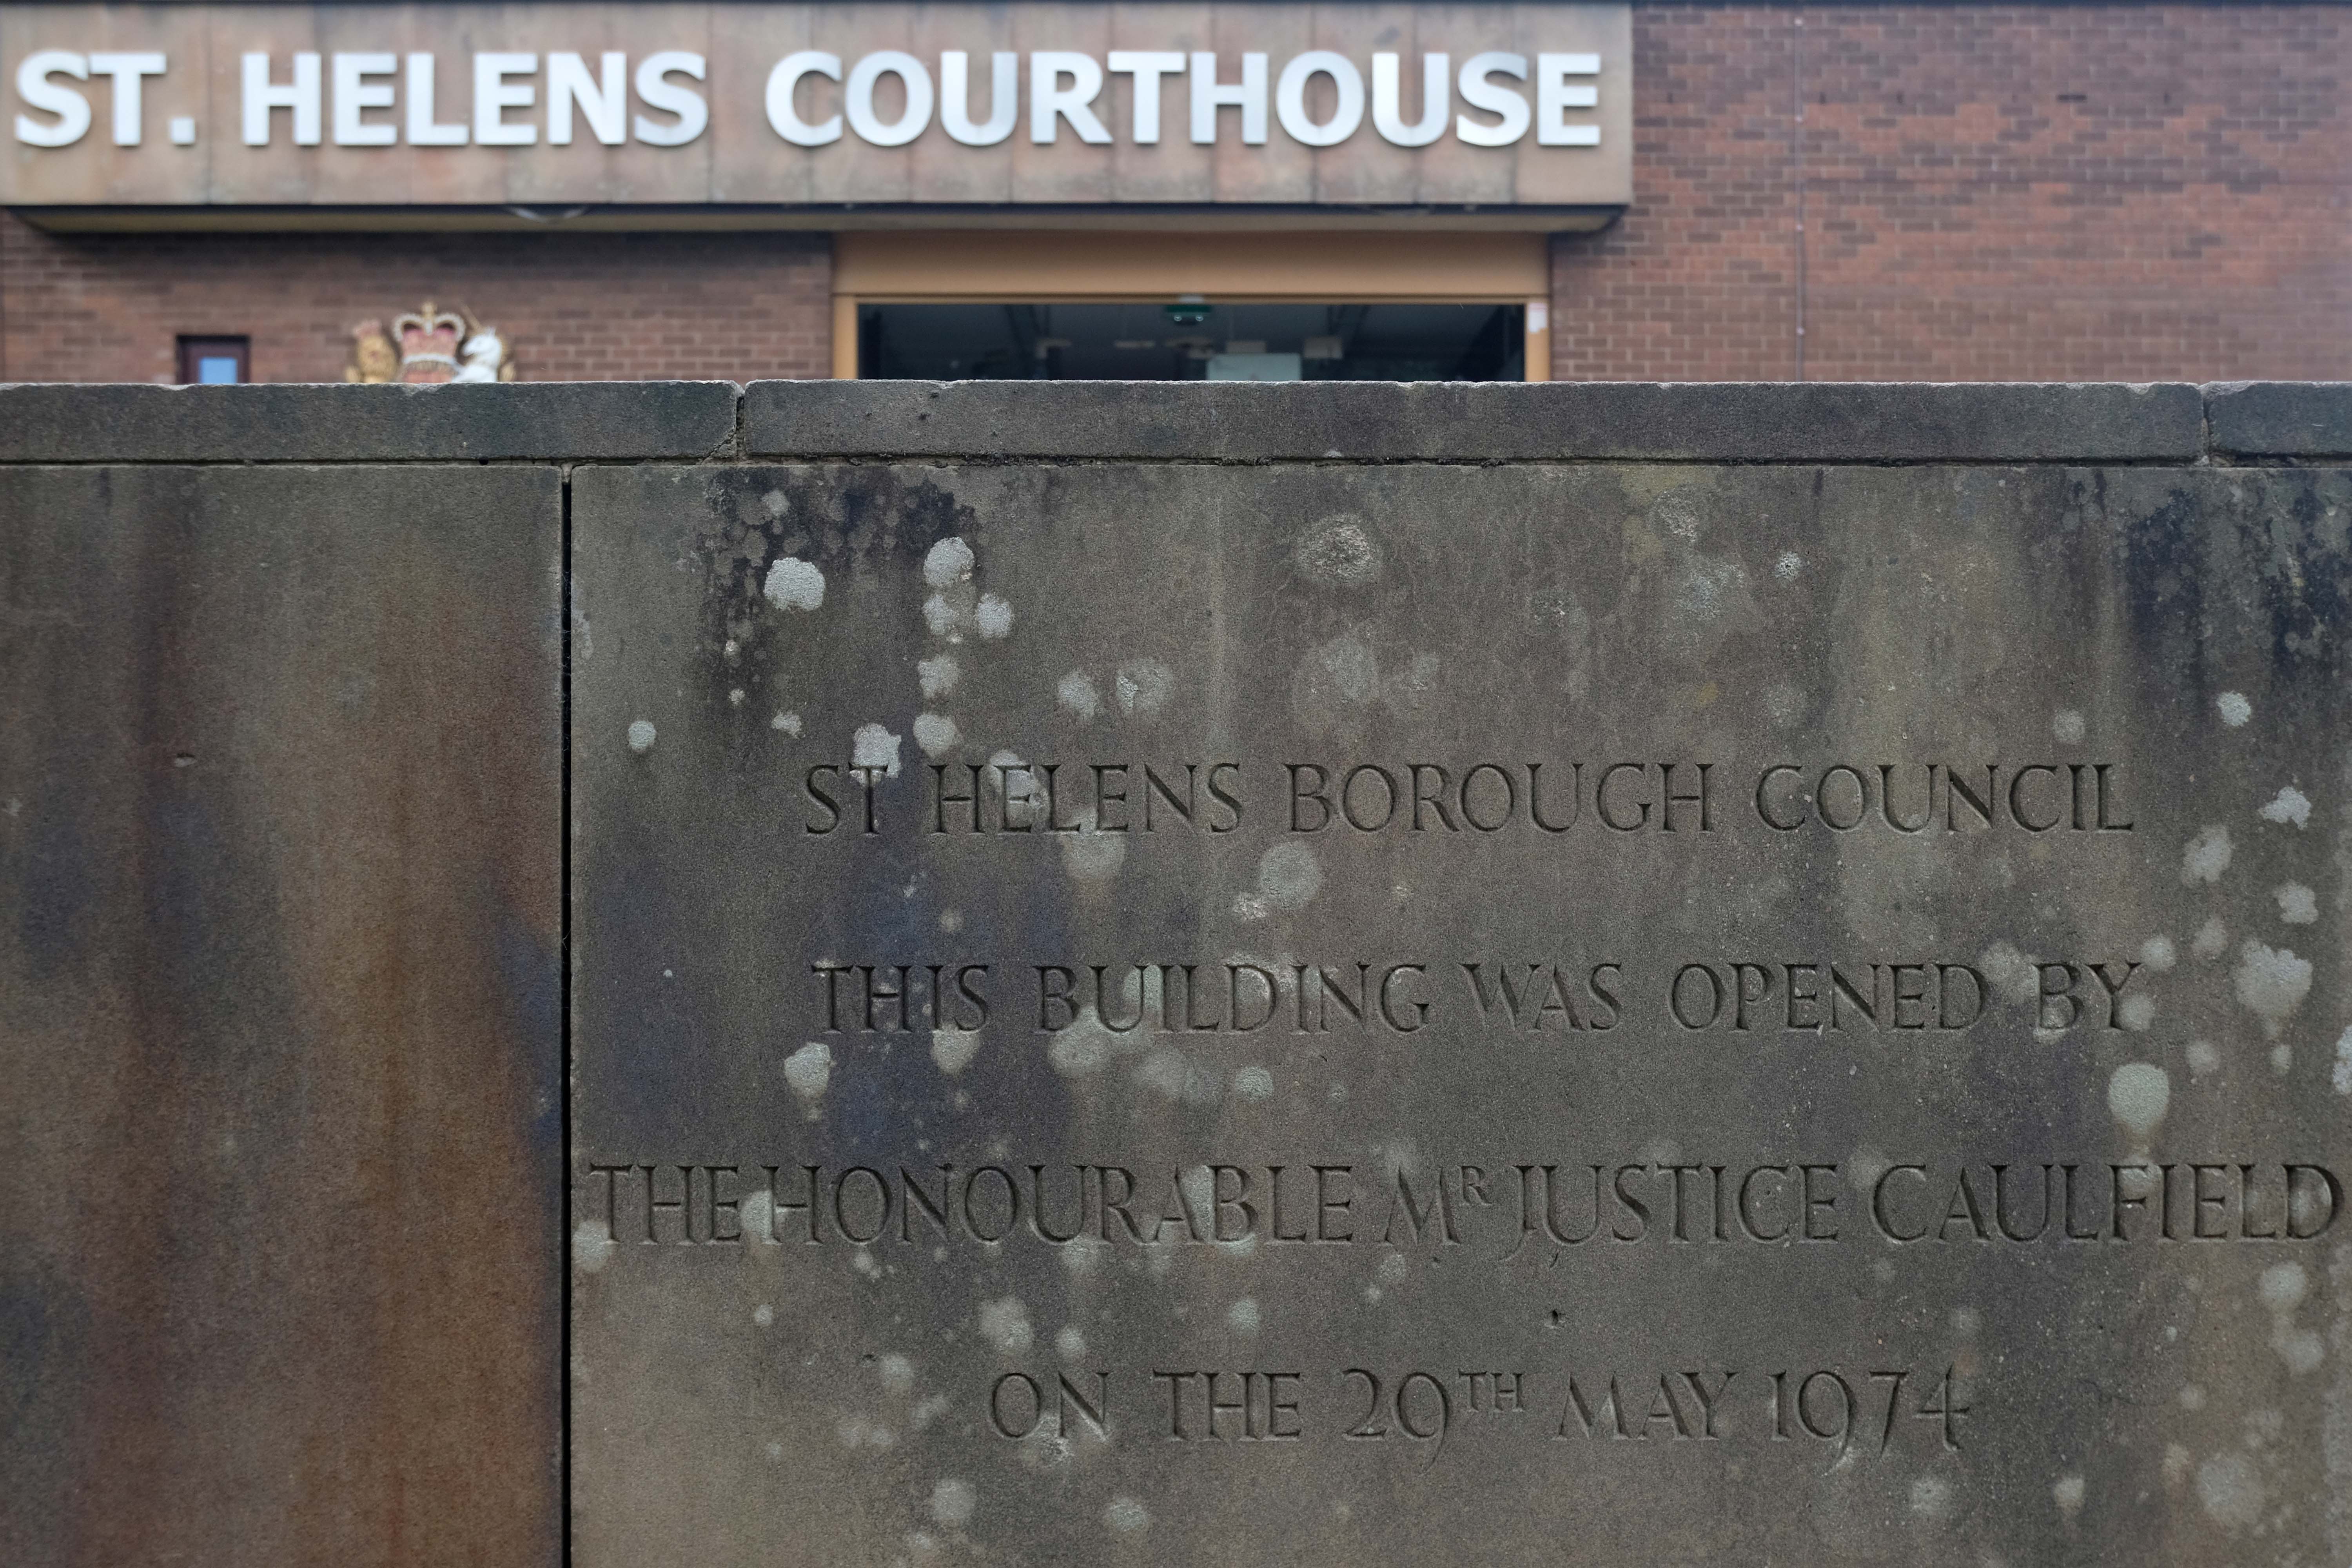 ST. HELENS COURTHOUSE
ST HELENS BOROUGH COUNCIL
THIS BUILDING WAS OPENED BY
THE HONOURABLE MR JUSTICE CAULFIELD
ON THE 29TH MAY 1974